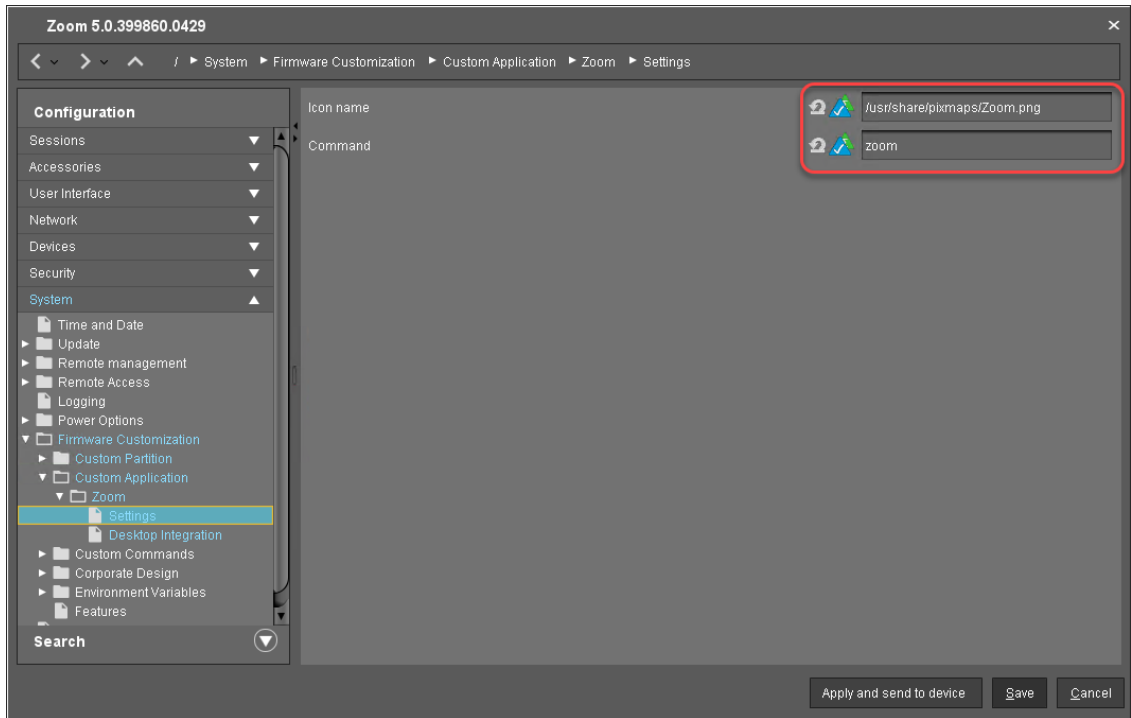 Zoom 5.0.399860.0429
/ System Firmware Customization Custom Application Zoom Settings
Configuration
Sessions
Accessories
User Interface
Network
Devices
Security
System
Time and Date
Update
Remote management
Remote Access
Logging
Power Options
Firmware Customization
Custom Partition
Custom Application
Zoom
Settings
Desktop Integration
Custom Commands
Corporate Design
Environment Variables
Features
Search
Icon name
/usr/share/pixmaps/Zoom.png
Command
zoom
Apply and send to device
Save
Cancel